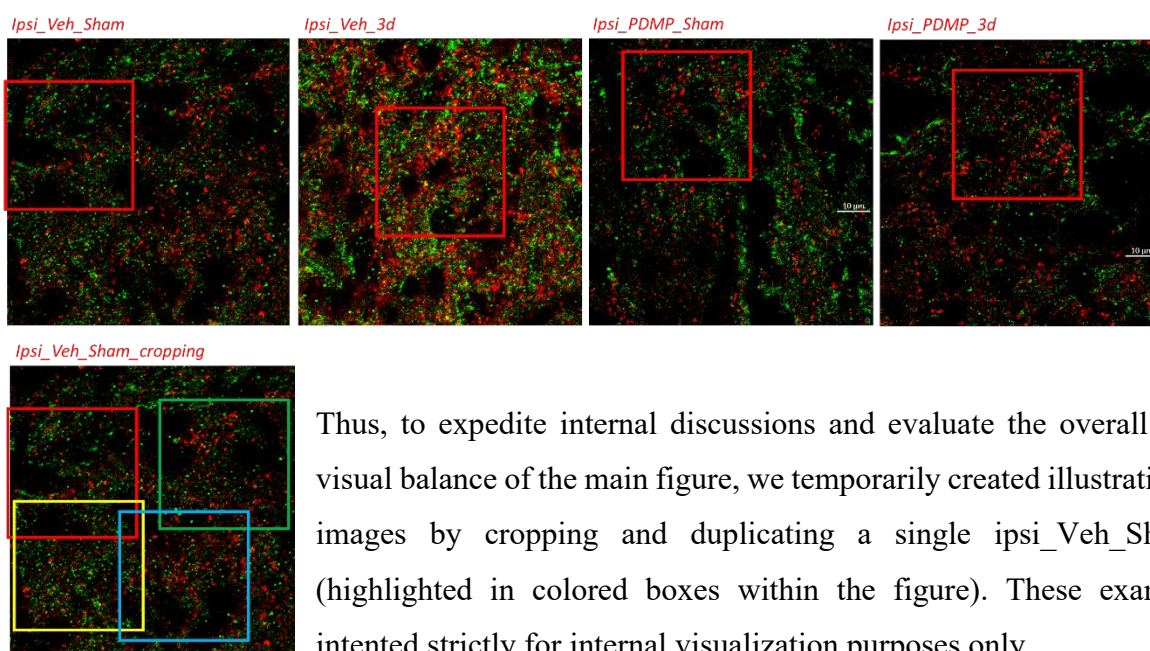 Ipsi_Veh_Sham Ipsi_Veh_3d Ipsi_PDMP_Sham Ipsi_PDMP_3d
10 µm
10 µm
Ipsi_Veh_Sham_cropping
Thus, to expedite internal discussions and evaluate the overall
visual balance of the main figure, we temporarily created illustrati
images by cropping and duplicating a single ipsi_Veh_Sh
(highlighted in colored boxes within the figure). These exam
intented strictly for internal visualization purposes only